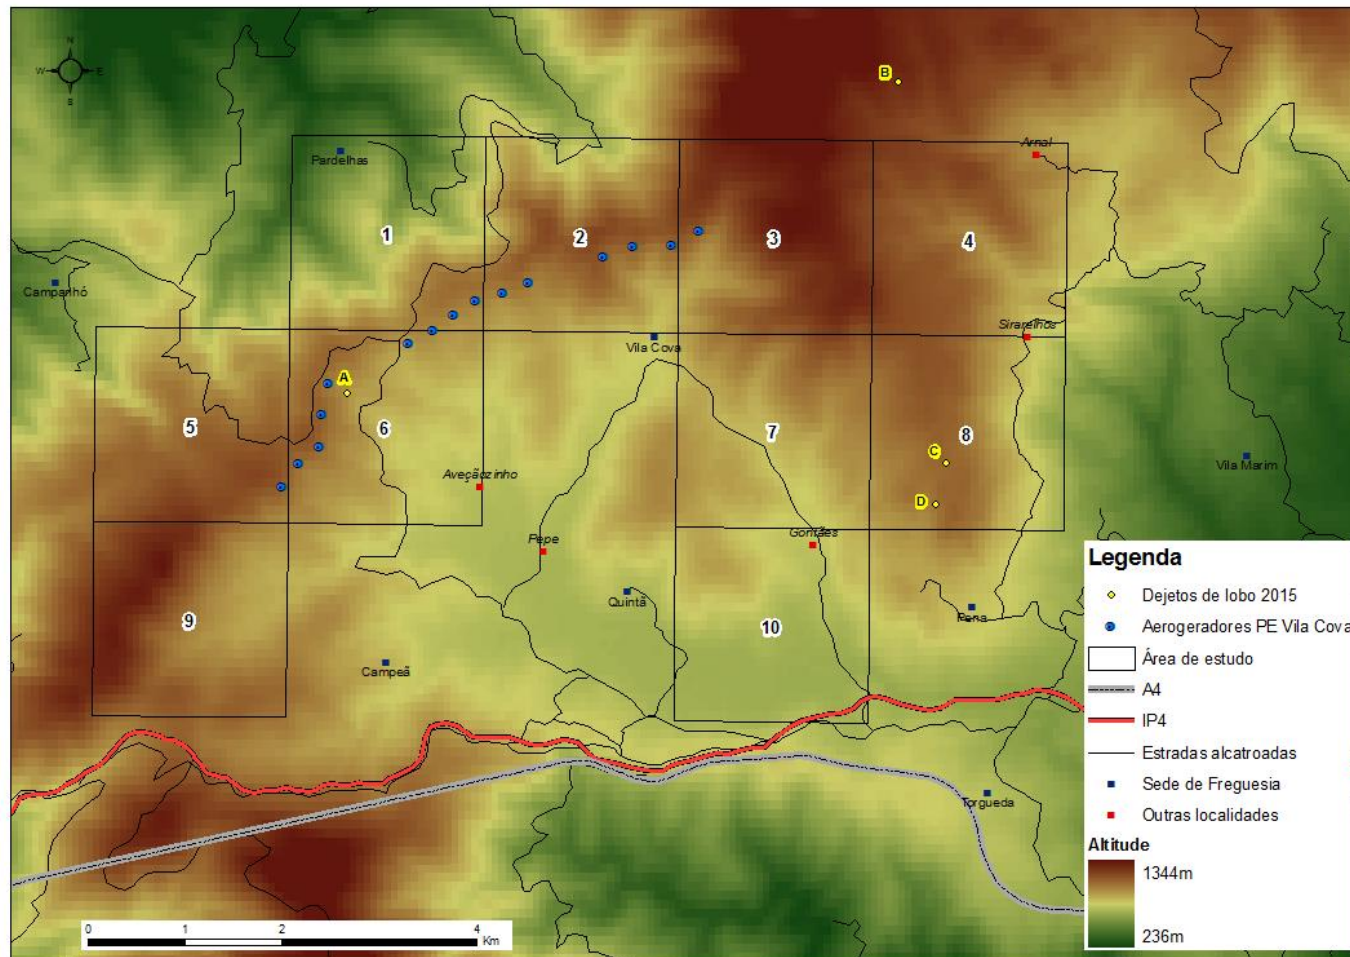 N
W E
S
B
Arnal
Pardelhas
1
2
3
4
Campanhó
Sirarelhos
Vila Cova
A
5
6
7
8
C
Vila Marim
Aveçãozinho
D
Pepe
Gontães
Quintã
Pena
9
10
Campeã
Torgueda
0 1 2 4
Km
Legenda
Dejetos de lobo 2015
Aerogeradores PE Vila Cova
Área de estudo
A4
IP4
Estradas alcatroadas
Sede de Freguesia
Outras localidades
Altitude
1344m
236m